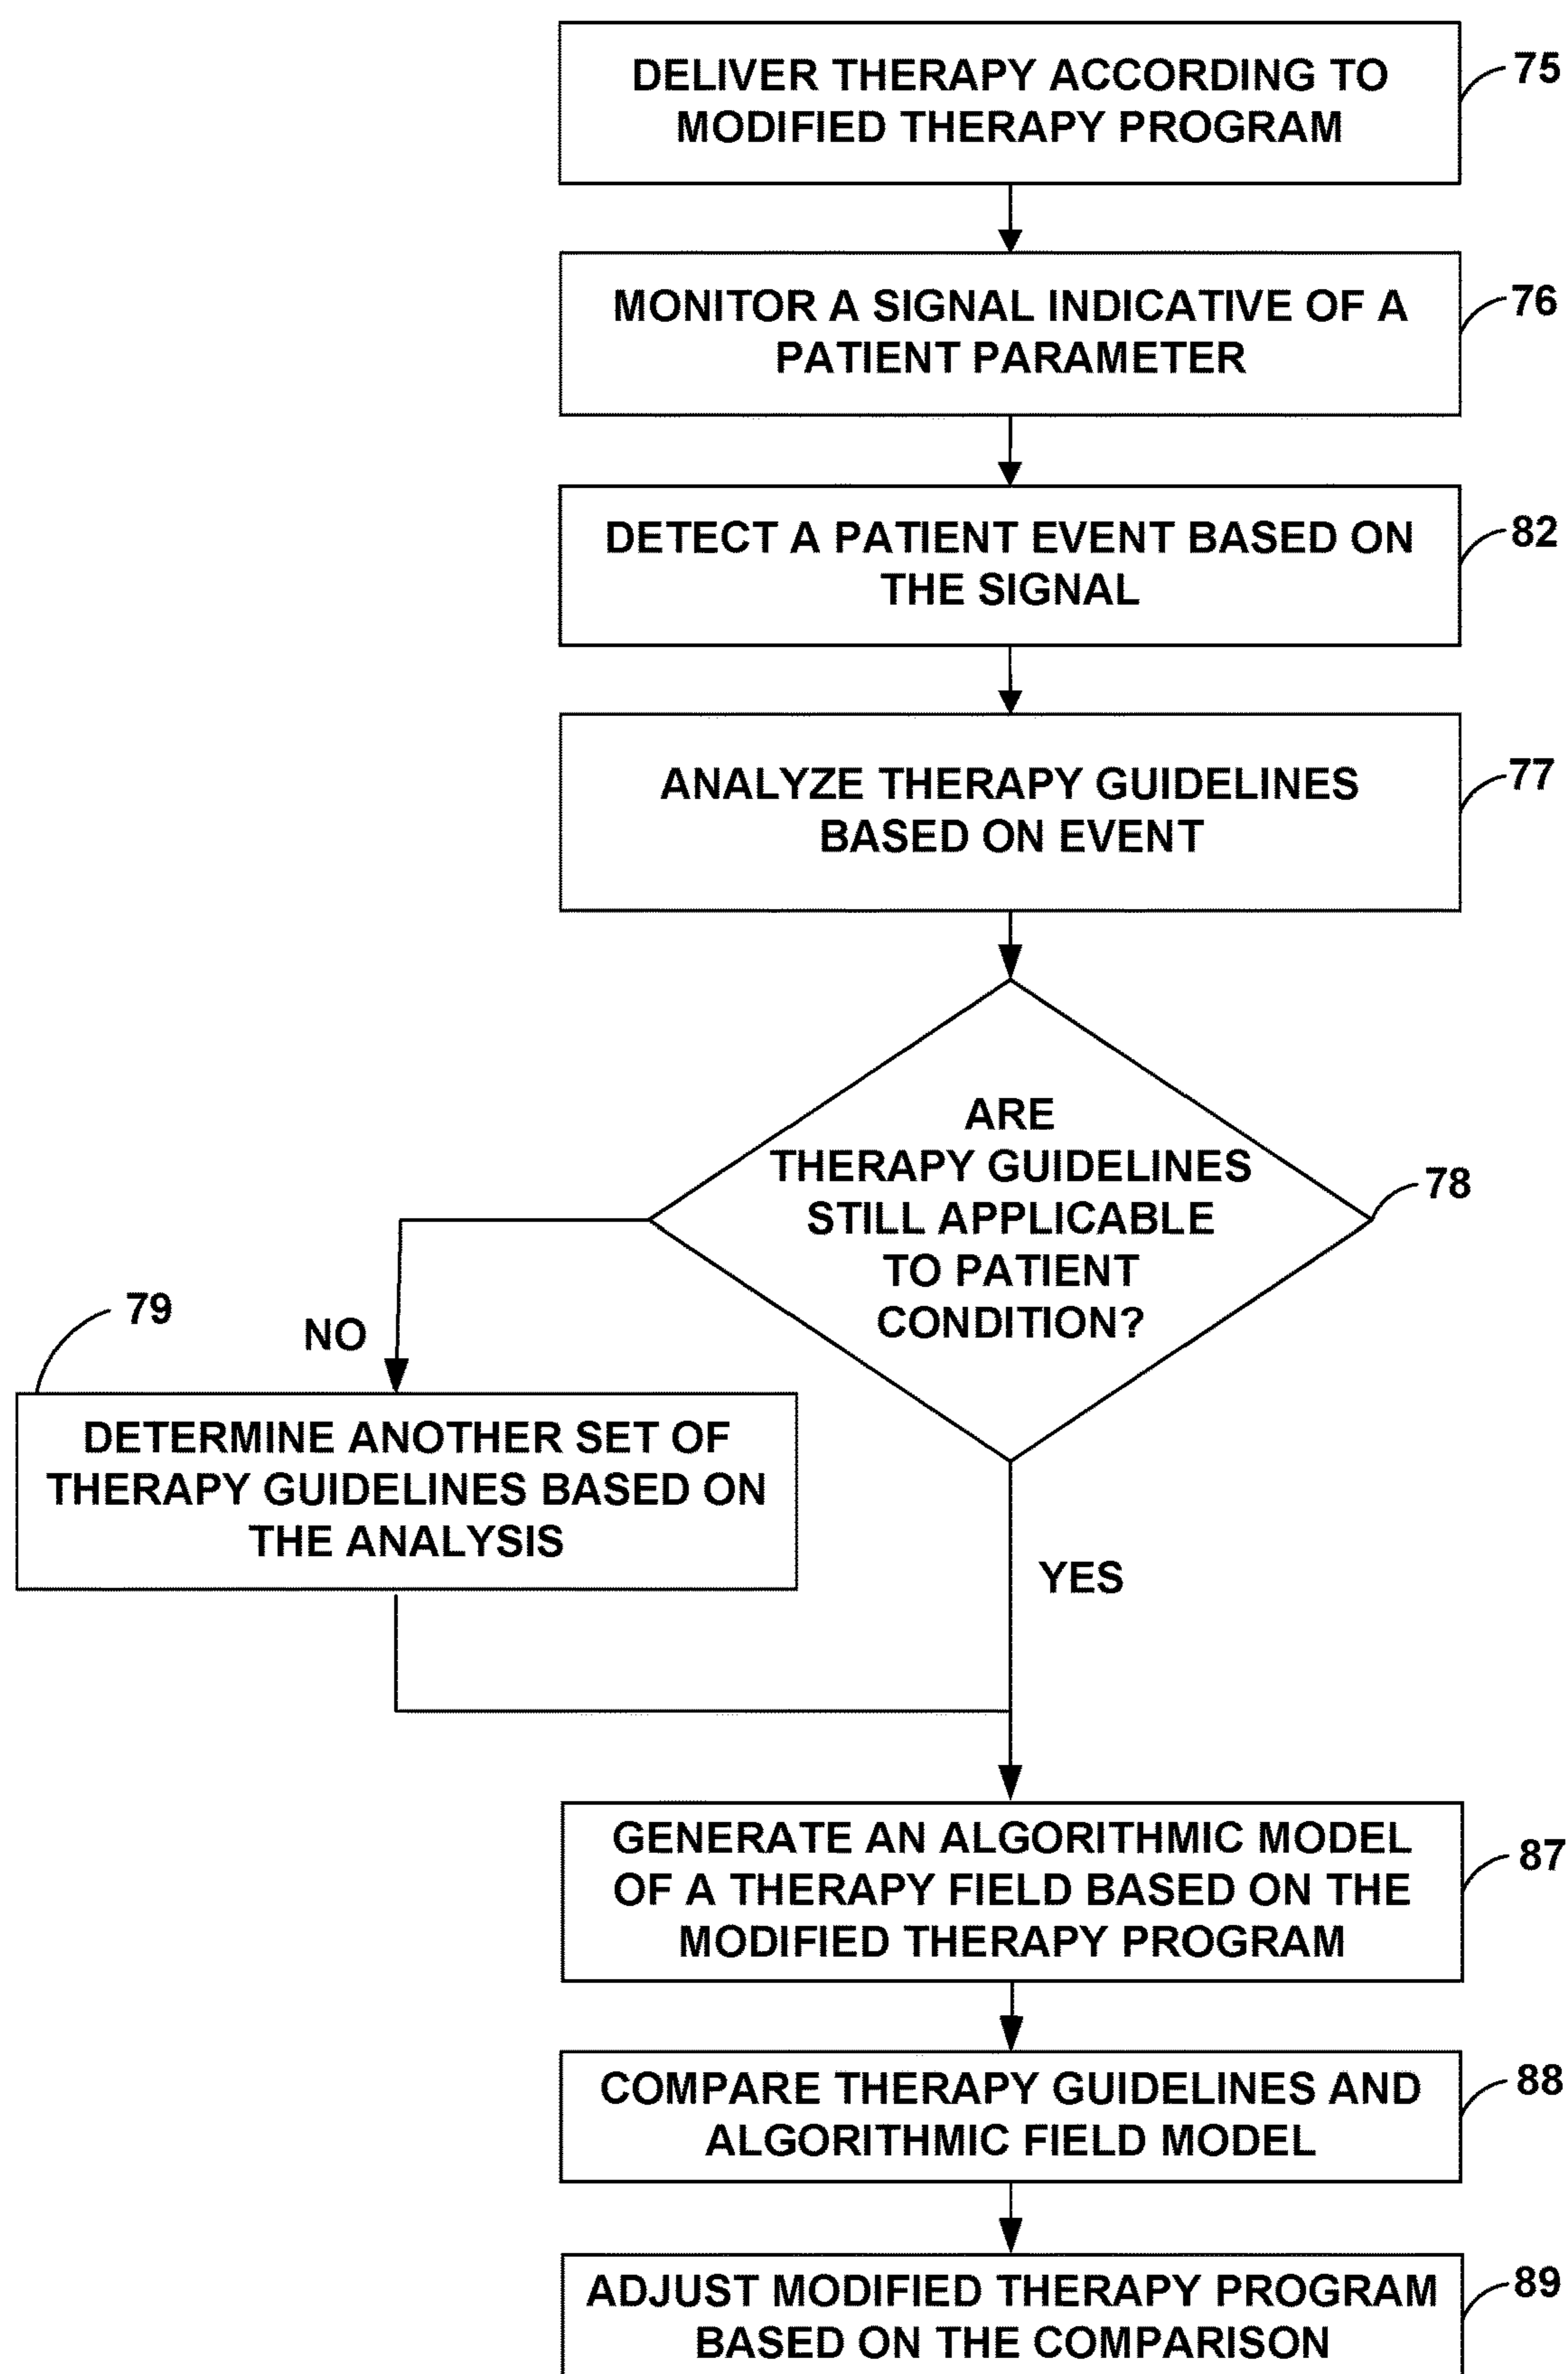 DELIVER THERAPY ACCORDING TO
MODIFIED THERAPY PROGRAM
75
MONITOR A SIGNAL INDICATIVE OF A
PATIENT PARAMETER
76
DETECT A PATIENT EVENT BASED ON
THE SIGNAL
82
ANALYZE THERAPY GUIDELINES
BASED ON EVENT
77
ARE
THERAPY GUIDELINES
STILL APPLICABLE
TO PATIENT
CONDITION?
78
NO
79
DETERMINE ANOTHER SET OF
THERAPY GUIDELINES BASED ON
THE ANALYSIS
YES
GENERATE AN ALGORITHMIC MODEL
OF A THERAPY FIELD BASED ON THE
MODIFIED THERAPY PROGRAM
87
COMPARE THERAPY GUIDELINES AND
ALGORITHMIC FIELD MODEL
88
ADJUST MODIFIED THERAPY PROGRAM
BASED ON THE COMPARISON
89